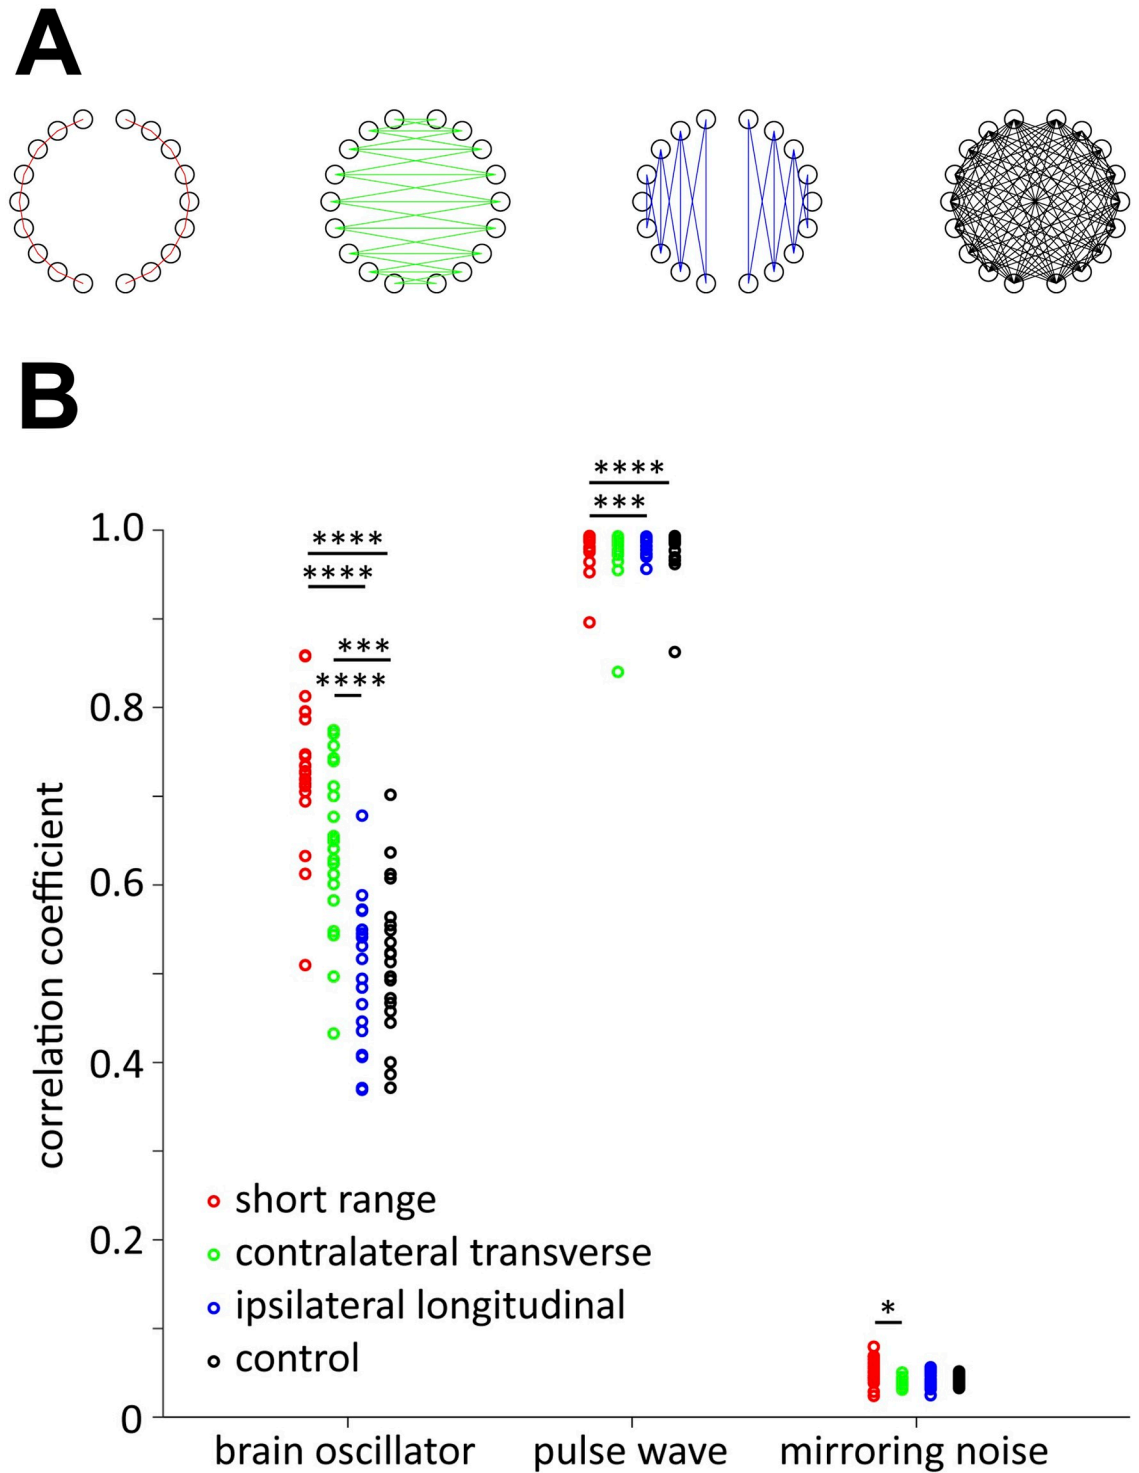 A
B
****
***
****
****
***
****
*
1.0
0.8
0.6
0.4
0.2
0
correlation coefficient
short range
contralateral transverse
ipsilateral longitudinal
control
brain oscillator pulse wave mirroring noise